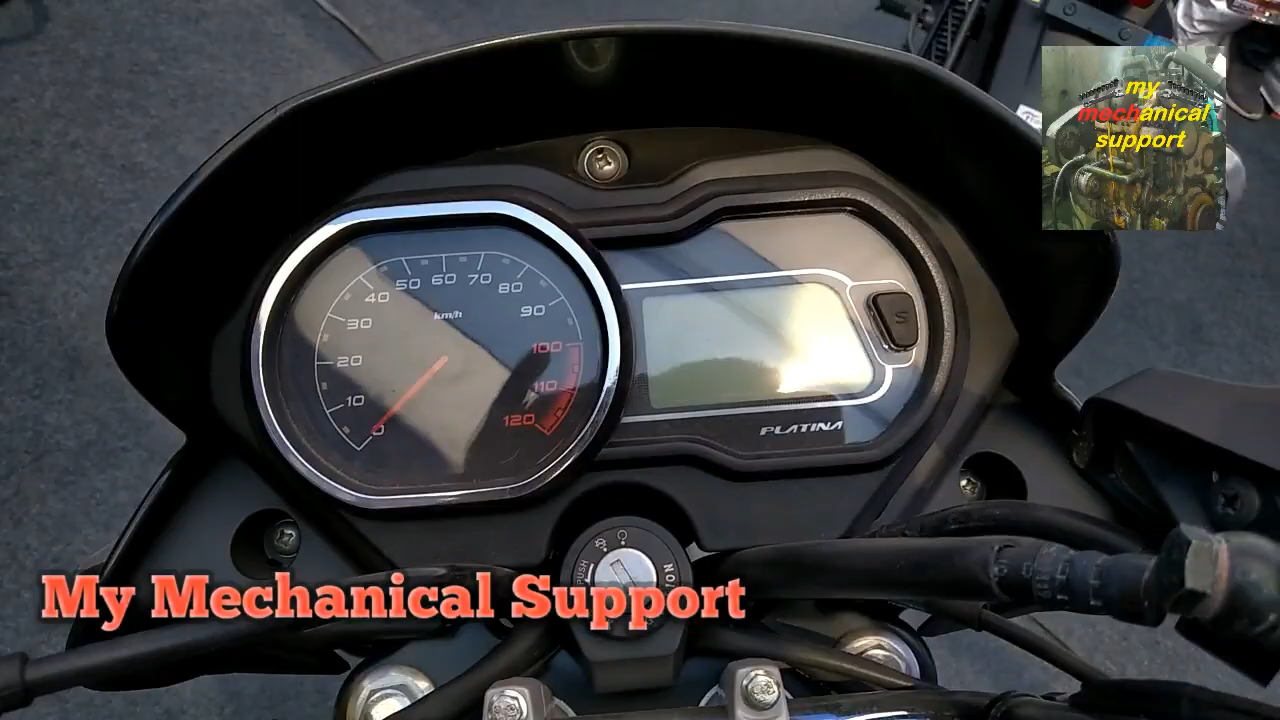 my
mechanical
support
50 60 70
40 80
30 km/h 90
20 100
10 110
0 120
S
PLATINA
PUSH
ON
My Mechanical Support